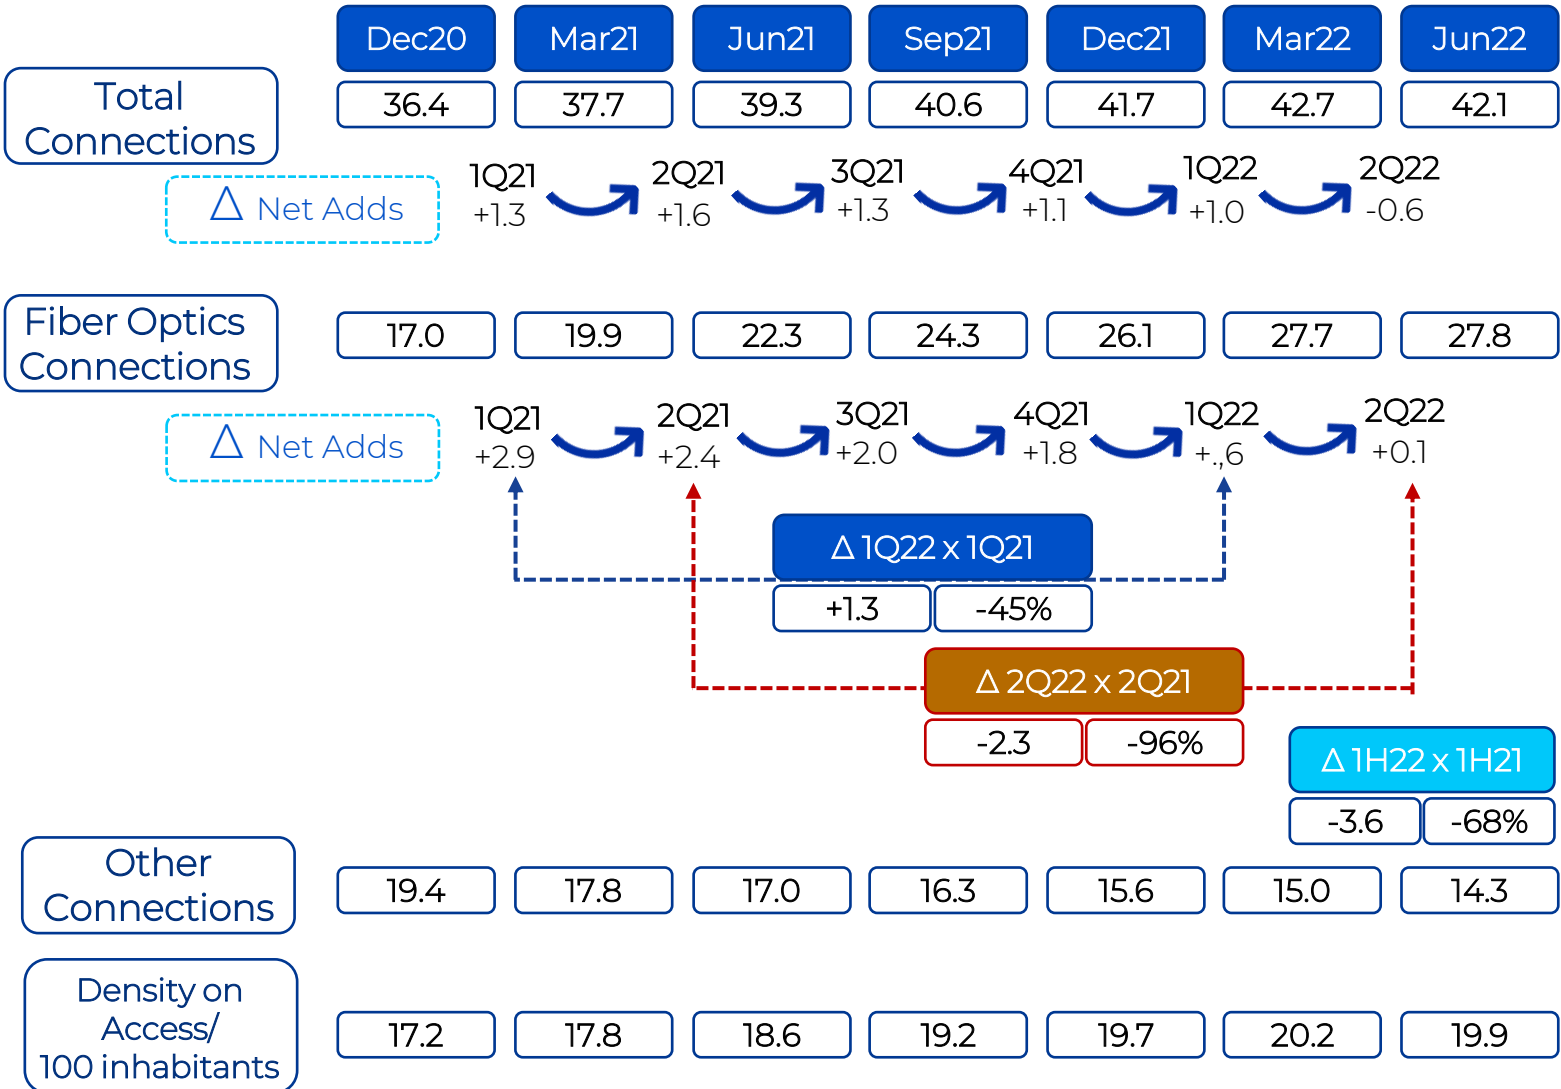 Dec20 Mar21 Jun21 Sep21 Dec21 Mar22 Jun22
Total
Connections
36.4 37.7 39.3 40.6 41.7 42.7 42.1
Δ Net Adds
1Q21 2Q21 3Q21 4Q21 1Q22 2Q22
+1.3 +1.6 +1.3 +1.1 +1.0 -0.6
Fiber Optics
Connections
17.0 19.9 22.3 24.3 26.1 27.7 27.8
Δ Net Adds
1Q21 2Q21 3Q21 4Q21 1Q22 2Q22
+2.9 +2.4 +2.0 +1.8 +.,6 +0.1
Δ 1Q22 x 1Q21
+1.3 -45%
Δ 2Q22 x 2Q21
-2.3 -96%
Δ 1H22 x 1H21
-3.6 -68%
Other
Connections
19.4 17.8 17.0 16.3 15.6 15.0 14.3
Density on
Access/
100 inhabitants
17.2 17.8 18.6 19.2 19.7 20.2 19.9